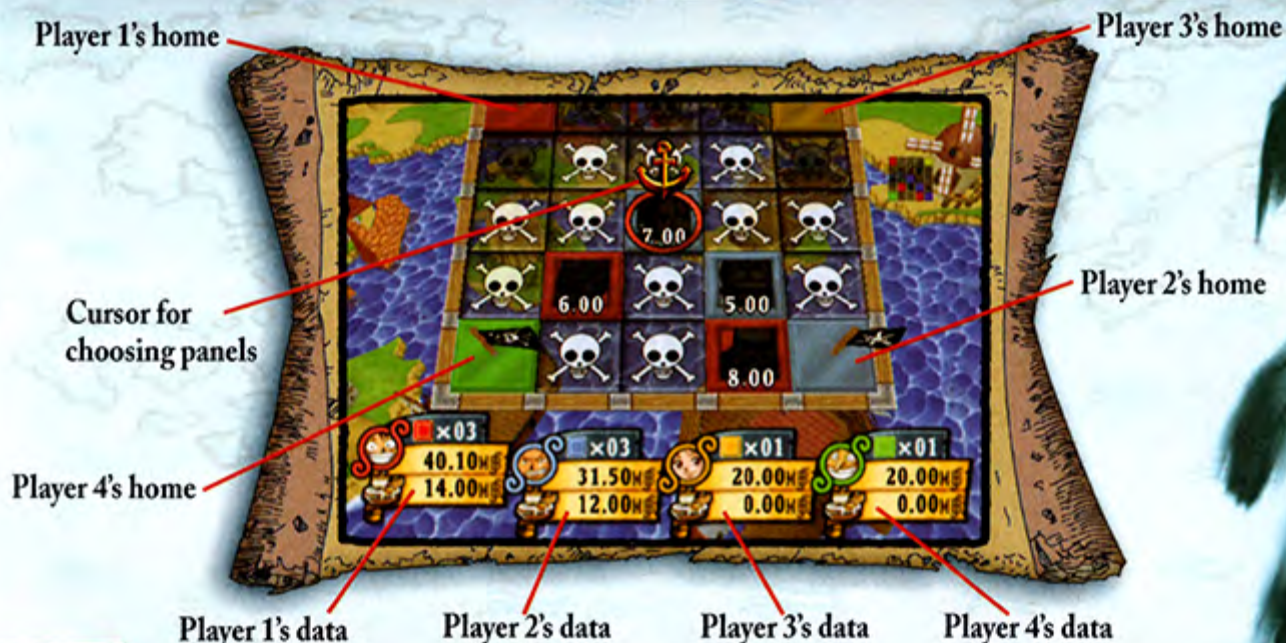 Player 1's home
Player 3's home
7.00
6.00
5.00
Player 2's home
Cursor for
choosing panels
8.00
×03
×03
×01
×01
40.10M
31.50M
20.00M
20.00M
14.00M
12.00M
0.00M
0.00M
Player 4's home
Player 1's data
Player 2's data
Player 3's data
Player 4's data